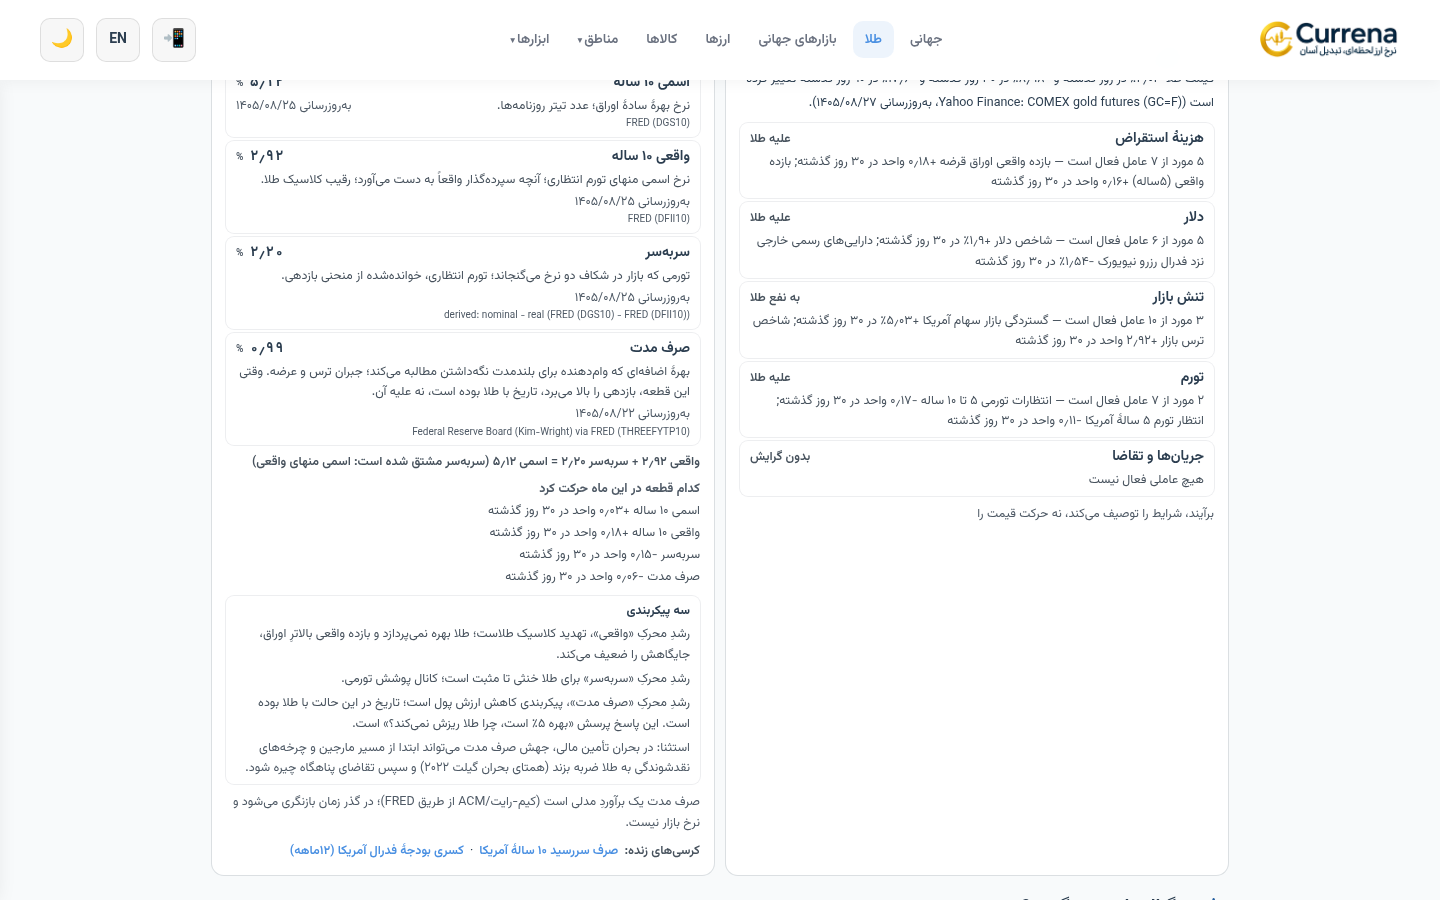 Currena
نرخ ارز لحظه‌ای، تبدیل آسان
جهانی
طلا
بازارهای جهانی
ارزها
کالاها
مناطق ▾
ابزارها ▾
EN
است (Yahoo Finance: COMEX gold futures (GC=F)، به‌روزرسانی ۱۴۰۵/۰۸/۲۷).
هزینهٔ استقراض
علیه طلا
۵ مورد از ۷ عامل فعال است — بازده واقعی اوراق قرضه +۰٫۱۸ واحد در ۳۰ روز گذشته; بازده
واقعی (۵ساله) +۰٫۱۶ واحد در ۳۰ روز گذشته
دلار
علیه طلا
۵ مورد از ۶ عامل فعال است — شاخص دلار +۱٫۹٪ در ۳۰ روز گذشته; دارایی‌های رسمی خارجی
نزد فدرال رزرو نیویورک -۱٫۵۴٪ در ۳۰ روز گذشته
تنش بازار
به نفع طلا
۳ مورد از ۱۰ عامل فعال است — گستردگی بازار سهام آمریکا +۵٫۰۳٪ در ۳۰ روز گذشته; شاخص
ترس بازار +۲٫۹۲ واحد در ۳۰ روز گذشته
تورم
علیه طلا
۲ مورد از ۷ عامل فعال است — انتظارات تورمی ۵ تا ۱۰ ساله -۰٫۱۷ واحد در ۳۰ روز گذشته;
انتظار تورم ۵ سالهٔ آمریکا -۰٫۱۱ واحد در ۳۰ روز گذشته
جریان‌ها و تقاضا
بدون گرایش
هیچ عاملی فعال نیست
برآیند، شرایط را توصیف می‌کند، نه حرکت قیمت را
اسمی ۱۰ ساله
۵٫۱۲ %
نرخ بهرهٔ سادهٔ اوراق؛ عدد تیتر روزنامه‌ها.
به‌روزرسانی ۱۴۰۵/۰۸/۲۵
FRED (DGS10)
واقعی ۱۰ ساله
۲٫۹۲ %
نرخ اسمی منهای تورم انتظاری؛ آنچه سپرده‌گذار واقعاً به دست می‌آورد؛ رقیب کلاسیک طلا.
به‌روزرسانی ۱۴۰۵/۰۸/۲۵
FRED (DFII10)
سربه‌سر
۲٫۲۰ %
تورمی که بازار در شکاف دو نرخ می‌گنجاند؛ تورم انتظاری، خوانده‌شده از منحنی بازدهی.
به‌روزرسانی ۱۴۰۵/۰۸/۲۵
derived: nominal - real (FRED (DGS10) - FRED (DFII10))
صرف مدت
۰٫۹۹ %
بهرهٔ اضافه‌ای که وام‌دهنده برای بلندمدت نگه‌داشتن مطالبه می‌کند؛ جبران ترس و عرضه. وقتی
این قطعه، بازدهی را بالا می‌برد، تاریخ با طلا بوده است، نه علیه آن.
به‌روزرسانی ۱۴۰۵/۰۸/۲۲
Federal Reserve Board (Kim-Wright) via FRED (THREEFYTP10)
واقعی ۲٫۹۲ + سربه‌سر ۲٫۲۰ = اسمی ۵٫۱۲ (سربه‌سر مشتق شده است: اسمی منهای واقعی)
کدام قطعه در این ماه حرکت کرد
اسمی ۱۰ ساله +۰٫۰۳ واحد در ۳۰ روز گذشته
واقعی ۱۰ ساله +۰٫۱۸ واحد در ۳۰ روز گذشته
سربه‌سر -۰٫۱۵ واحد در ۳۰ روز گذشته
صرف مدت -۰٫۰۶ واحد در ۳۰ روز گذشته
سه پیکربندی
رشدِ محرکِ «واقعی»، تهدید کلاسیک طلاست؛ طلا بهره نمی‌پردازد و بازده واقعی بالاترِ اوراق،
جایگاهش را ضعیف می‌کند.
رشدِ محرکِ «سربه‌سر» برای طلا خنثی تا مثبت است؛ کانال پوشش تورمی.
رشدِ محرکِ «صرف مدت»، پیکربندی کاهش ارزش پول است؛ تاریخ در این حالت با طلا بوده
است. این پاسخ پرسش «بهره ۵٪ است، چرا طلا ریزش نمی‌کند؟» است.
استثنا: در بحران تأمین مالی، جهش صرف مدت می‌تواند ابتدا از مسیر مارجین و چرخه‌های
نقدشوندگی به طلا ضربه بزند (همتای بحران گیلت ۲۰۲۲) و سپس تقاضای پناهگاه چیره شود.
صرف مدت یک برآوردِ مدلی است (کیم-رایت/ACM از طریق FRED)؛ در گذر زمان بازنگری می‌شود و
نرخ بازار نیست.
کرسی‌های زنده: صرف سررسید ۱۰ سالهٔ آمریکا · کسری بودجهٔ فدرال آمریکا (۱۲ماهه)